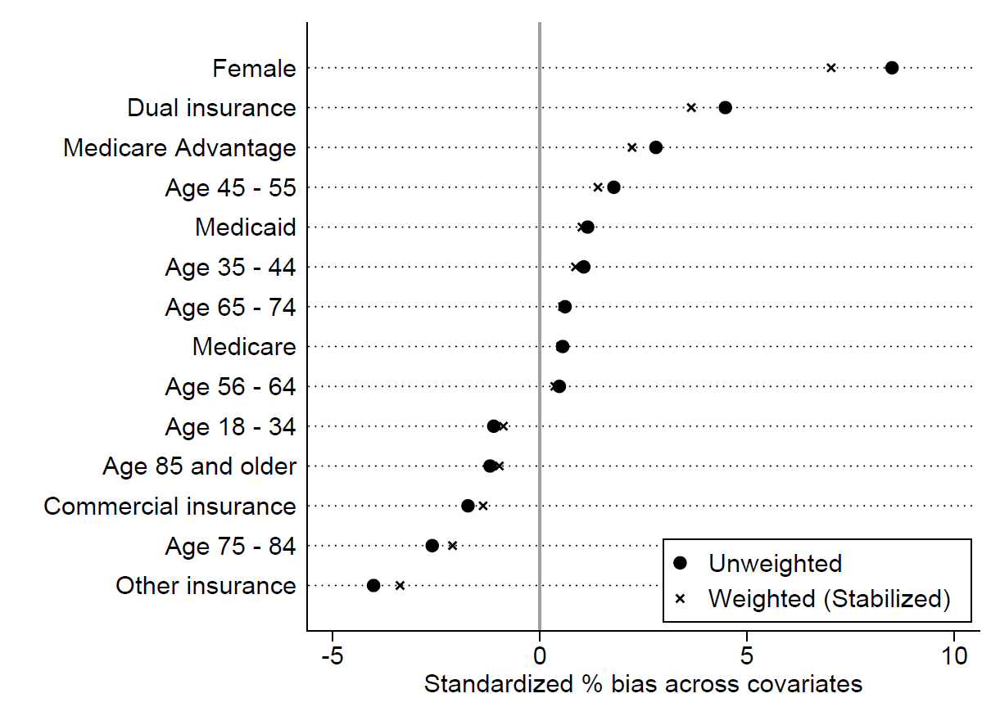 Female
Dual insurance
Medicare Advantage
Age 45 - 55
Medicaid
Age 35 - 44
Age 65 - 74
Medicare
Age 56 - 64
Age 18 - 34
Age 85 and older
Commercial insurance
Age 75 - 84
Other insurance
Unweighted
Weighted (Stabilized)
-5 0 5 10
Standardized % bias across covariates